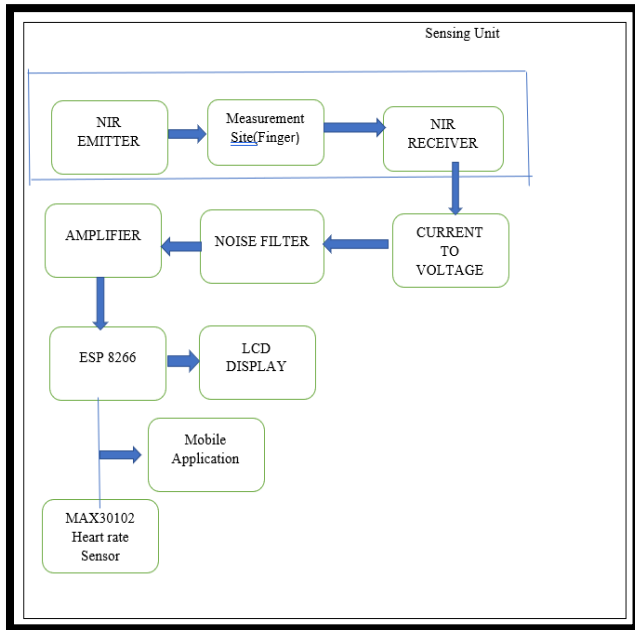 Sensing Unit
NIR
EMITTER
Measurement
Site(Finger)
NIR
RECEIVER
AMPLIFIER
NOISE FILTER
CURRENT
TO
VOLTAGE
ESP 8266
LCD
DISPLAY
Mobile
Application
MAX30102
Heart rate
Sensor